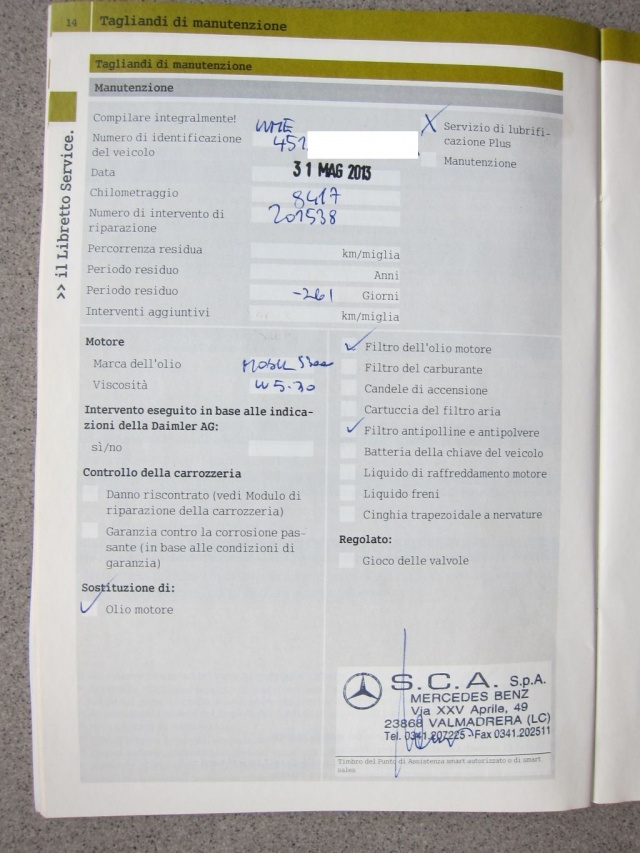 14 Tagliandi di manutenzione
>> il Libretto Service.
Tagliandi di manutenzione
Manutenzione
Compilare integralmente!
Numero di identificazione
del veicolo
WME
451
X Servizio di lubrifi-
cazione Plus
Manutenzione
Data 31 MAG 2013
Chilometraggio 8417
Numero di intervento di
riparazione
201538
Percorrenza residua km/miglia
Periodo residuo Anni
Periodo residuo -261 Giorni
Interventi aggiuntivi km/miglia
Motore
Marca dell'olio MOBIL
Viscosità W 5.30
Intervento eseguito in base alle indica-
zioni della Daimler AG:
sì/no
Controllo della carrozzeria
Danno riscontrato (vedi Modulo di
riparazione della carrozzeria)
Garanzia contro la corrosione pas-
sante (in base alle condizioni di
garanzia)
Sostituzione di:
Olio motore
Filtro dell'olio motore
Filtro del carburante
Candele di accensione
Cartuccia del filtro aria
Filtro antipolline e antipolvere
Batteria della chiave del veicolo
Liquido di raffreddamento motore
Liquido freni
Cinghia trapezoidale a nervature
Regolato:
Gioco delle valvole
S.C.A. S.p.A.
MERCEDES BENZ
Via XXV Aprile, 49
23868 VALMADRERA (LC)
Tel. 0341.207225 - Fax 0341.202511
Timbro del Punto di Assistenza smart autorizzato o di smart
sales